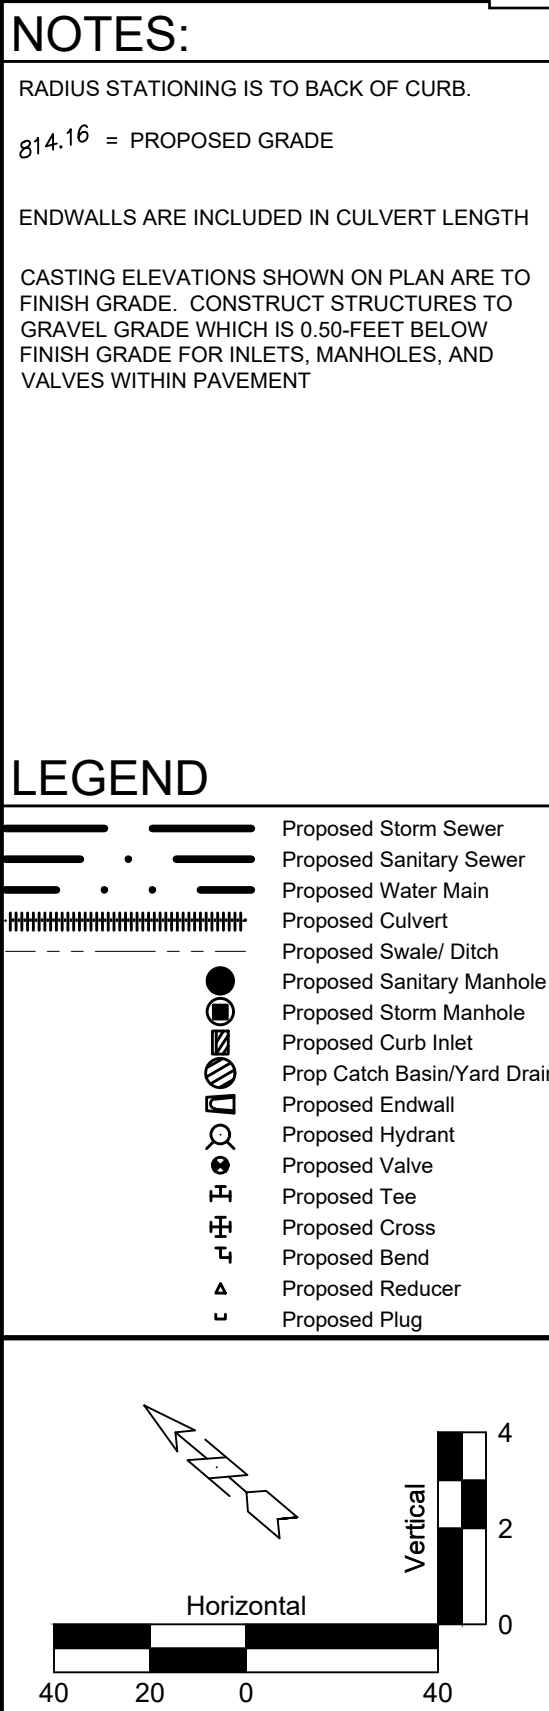 NOTES:
RADIUS STATIONING IS TO BACK OF CURB.
814.16 = PROPOSED GRADE
ENDWALLS ARE INCLUDED IN CULVERT LENGTH
CASTING ELEVATIONS SHOWN ON PLAN ARE TO
FINISH GRADE. CONSTRUCT STRUCTURES TO
GRAVEL GRADE WHICH IS 0.50-FEET BELOW
FINISH GRADE FOR INLETS, MANHOLES, AND
VALVES WITHIN PAVEMENT
LEGEND
Proposed Storm Sewer
Proposed Sanitary Sewer
Proposed Water Main
Proposed Culvert
Proposed Swale/ Ditch
Proposed Sanitary Manhole
Proposed Storm Manhole
Proposed Curb Inlet
Prop Catch Basin/Yard Drain
Proposed Endwall
Proposed Hydrant
Proposed Valve
Proposed Tee
Proposed Cross
Proposed Bend
Proposed Reducer
Proposed Plug
4
Vertical
2
0
Horizontal
40 20 0 40